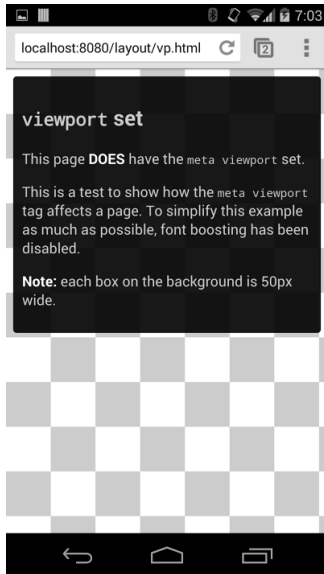 7:03
localhost:8080/layout/vp.html
2
viewport set
This page DOES have the meta viewport set.
This is a test to show how the meta viewport
tag affects a page. To simplify this example
as much as possible, font boosting has been
disabled.
Note: each box on the background is 50px
wide.